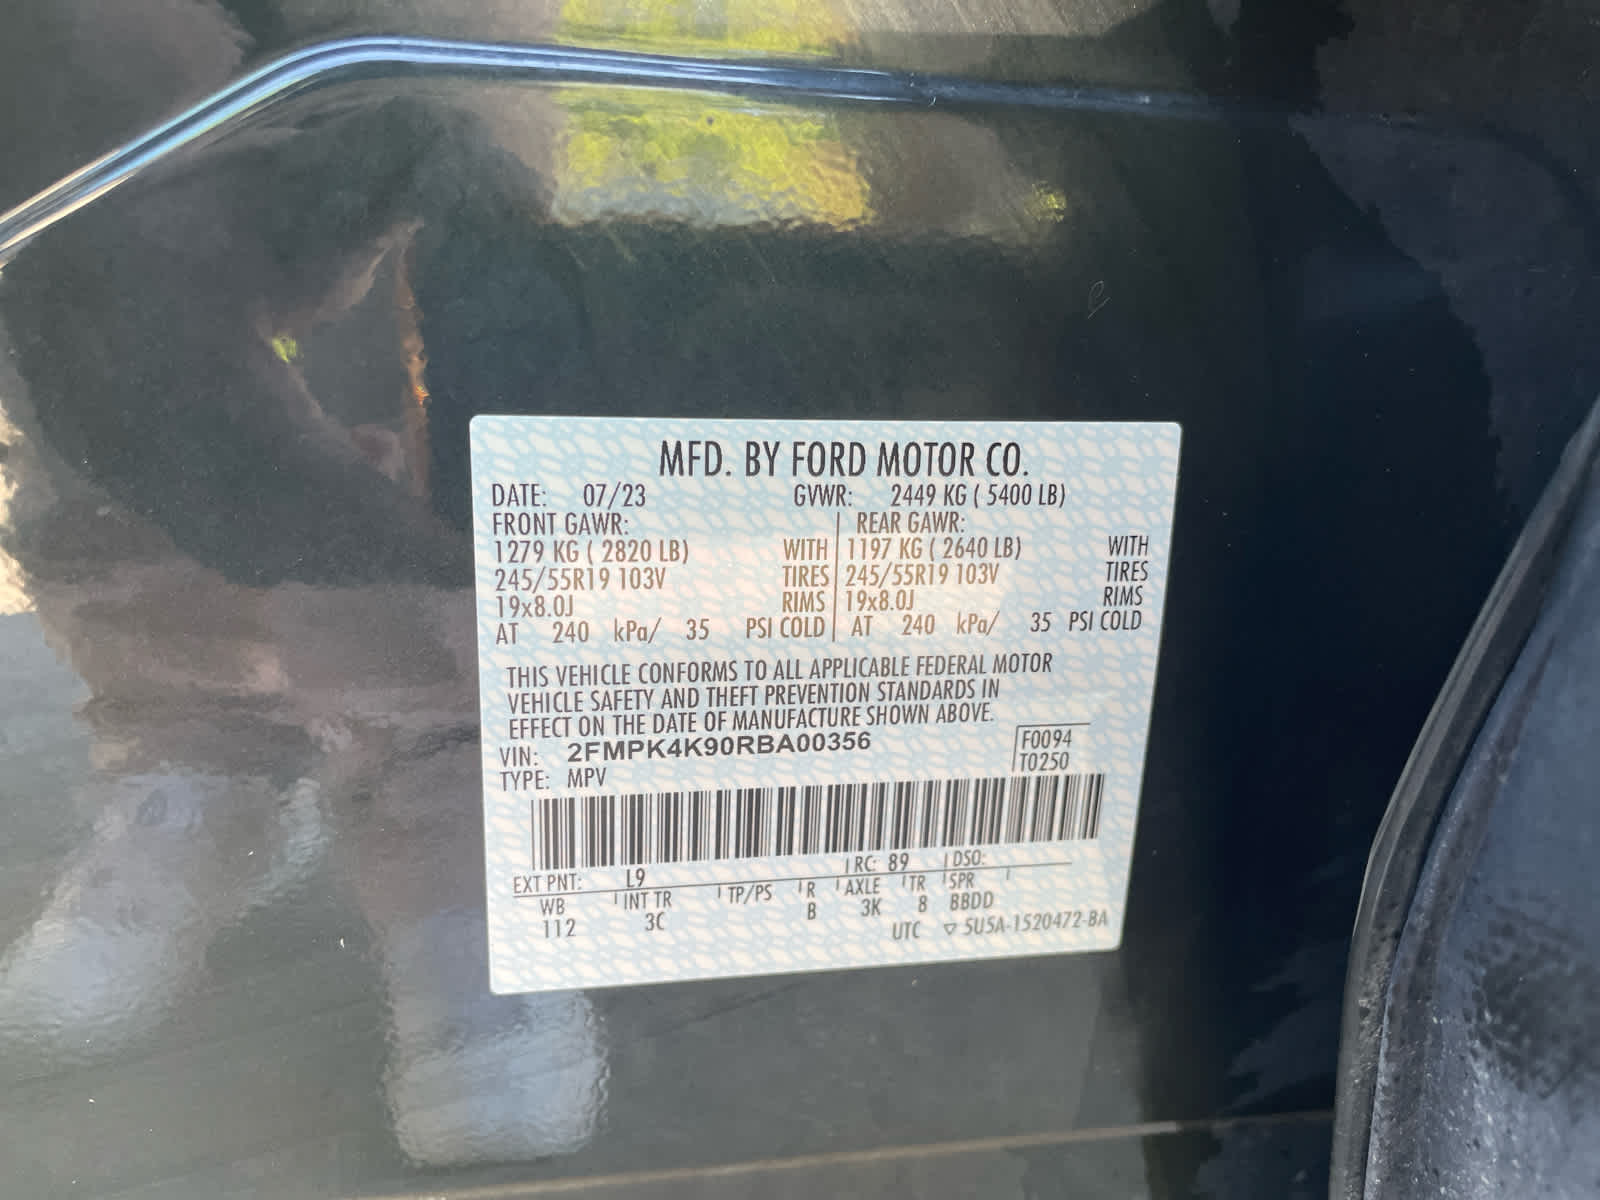 MFD. BY FORD MOTOR CO.
DATE: 07/23 GVWR: 2449 KG ( 5400 LB)
FRONT GAWR: REAR GAWR:
1279 KG ( 2820 LB) WITH 1197 KG ( 2640 LB) WITH
245/55R19 103V TIRES 245/55R19 103V TIRES
19x8.0J RIMS 19x8.0J RIMS
AT 240 kPa/ 35 PSI COLD AT 240 kPa/ 35 PSI COLD
THIS VEHICLE CONFORMS TO ALL APPLICABLE FEDERAL MOTOR
VEHICLE SAFETY AND THEFT PREVENTION STANDARDS IN
EFFECT ON THE DATE OF MANUFACTURE SHOWN ABOVE.
VIN: 2FMPK4K90RBA00356 F0094
TYPE: MPV T0250
EXT PNT: L9 RC: 89 DSO:
WB INT TR TP/PS R AXLE TR SPR
112 3C B 3K 8 BBDD
UTC ▽ 5U5A-1520472-BA